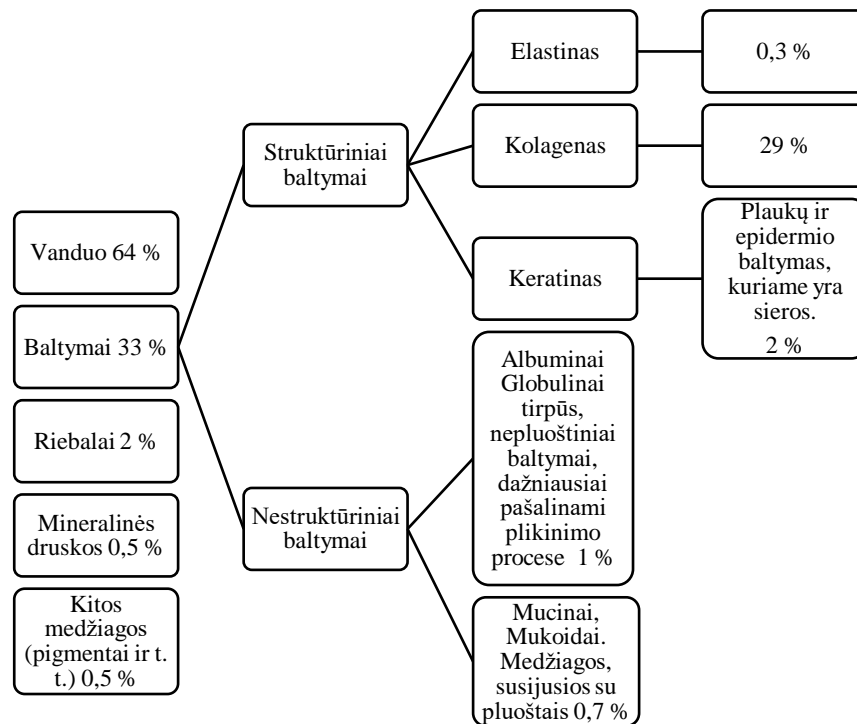 Vanduo 64 %
Baltymai 33 %
Riebalai 2 %
Mineralinės
druskos 0,5 %
Kitos
medžiagos
(pigmentai ir t.
t.) 0,5 %
Struktūriniai
baltymai
Elastinas
0,3 %
Kolagenas
29 %
Keratinas
Plaukų ir
epidermio
baltymas,
kuriame yra
sieros.
2 %
Nestruktūriniai
baltymai
Albuminai
Globulinai
tirpūs,
nepluoštiniai
baltymai,
dažniausiai
pašalinami
plikinimo
procese 1 %
Mucinai,
Mukoidai.
Medžiagos,
susijusios su
pluoštais 0,7 %